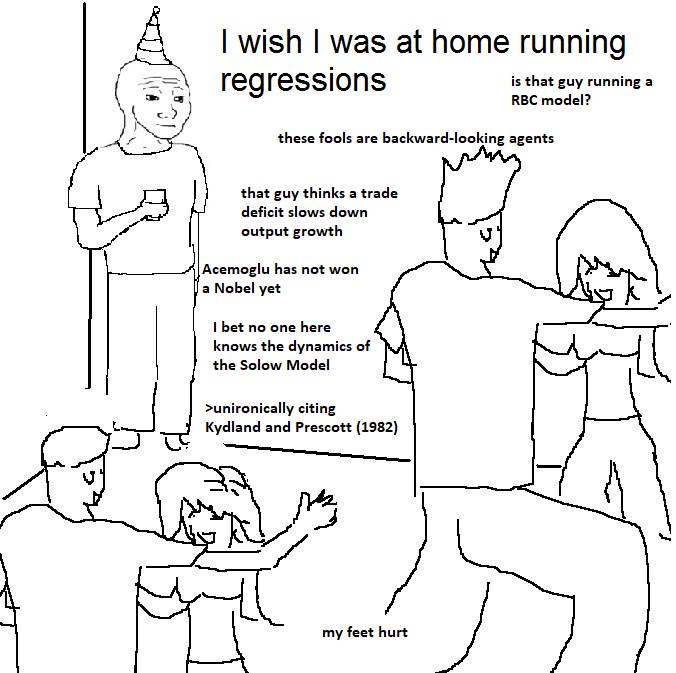 I wish I was at home running
regressions
is that guy running a
RBC model?
these fools are backward-looking agents
that guy thinks a trade
deficit slows down
output growth
Acemoglu has not won
a Nobel yet
I bet no one here
knows the dynamics of
the Solow Model
>unironically citing
Kydland and Prescott (1982)
my feet hurt